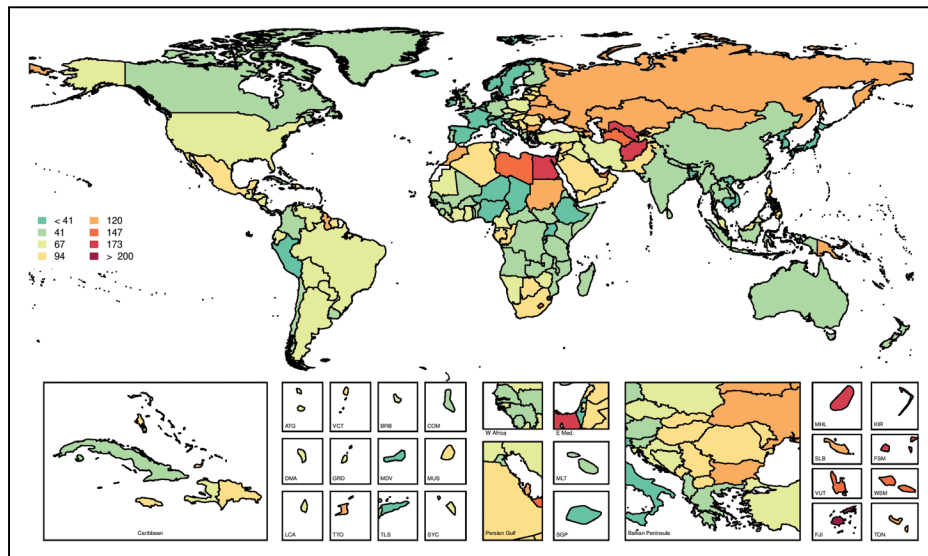 < 41
41
67
94
120
147
173
> 200
Caribbean
ATG
VCT
BRB
COM
DMA
GRD
MDV
MUS
LCA
TTO
TLS
SYC
W Africa
E Med.
Persian Gulf
MLT
SGP
Balkan Peninsula
MHL
KIR
SLB
FSM
VUT
WSM
FJI
TON